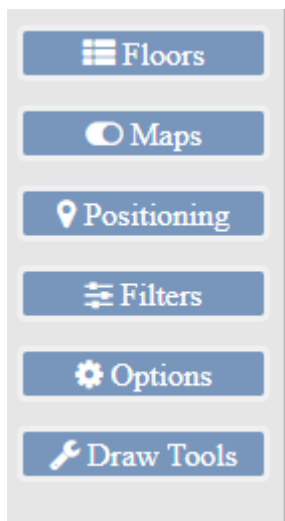 Floors
Maps
Positioning
Filters
Options
Draw Tools